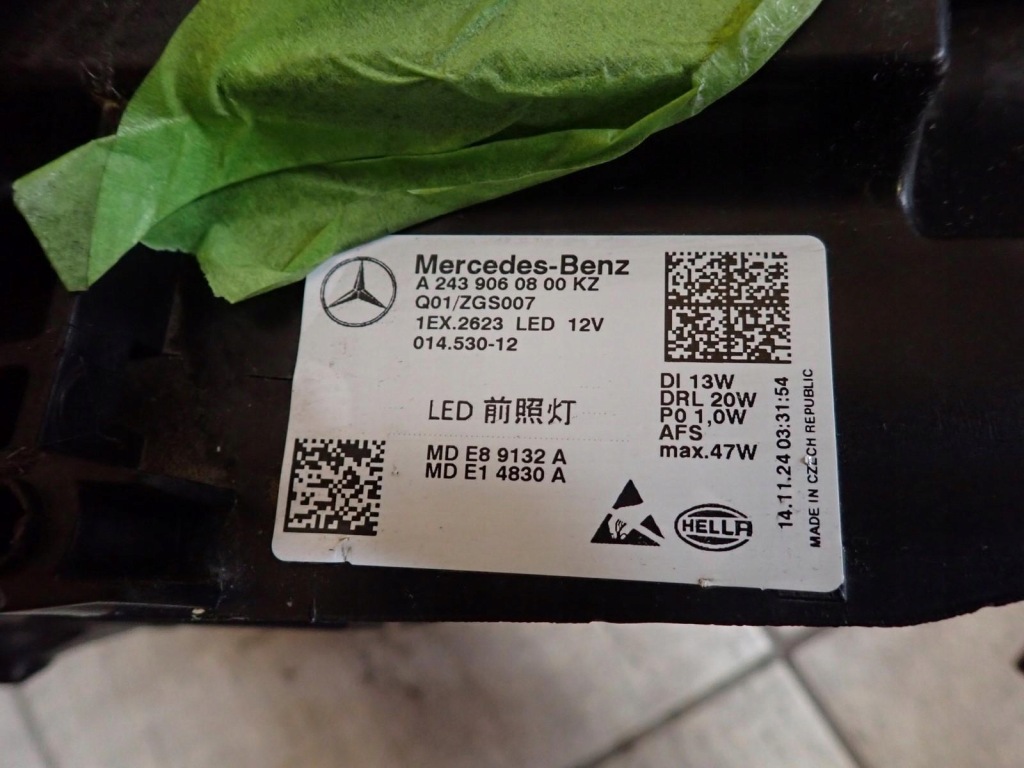 Mercedes-Benz
A 243 906 08 00 KZ
Q01/ZGS007
1EX.2623 LED 12V
014.530-12
LED 前照灯
MD E8 9132 A
MD E1 4830 A
DI 13W
DRL 20W
P0 1,0W
AFS
max.47W
HELLA
14.11.24 03:31:54
MADE IN CZECH REPUBLIC